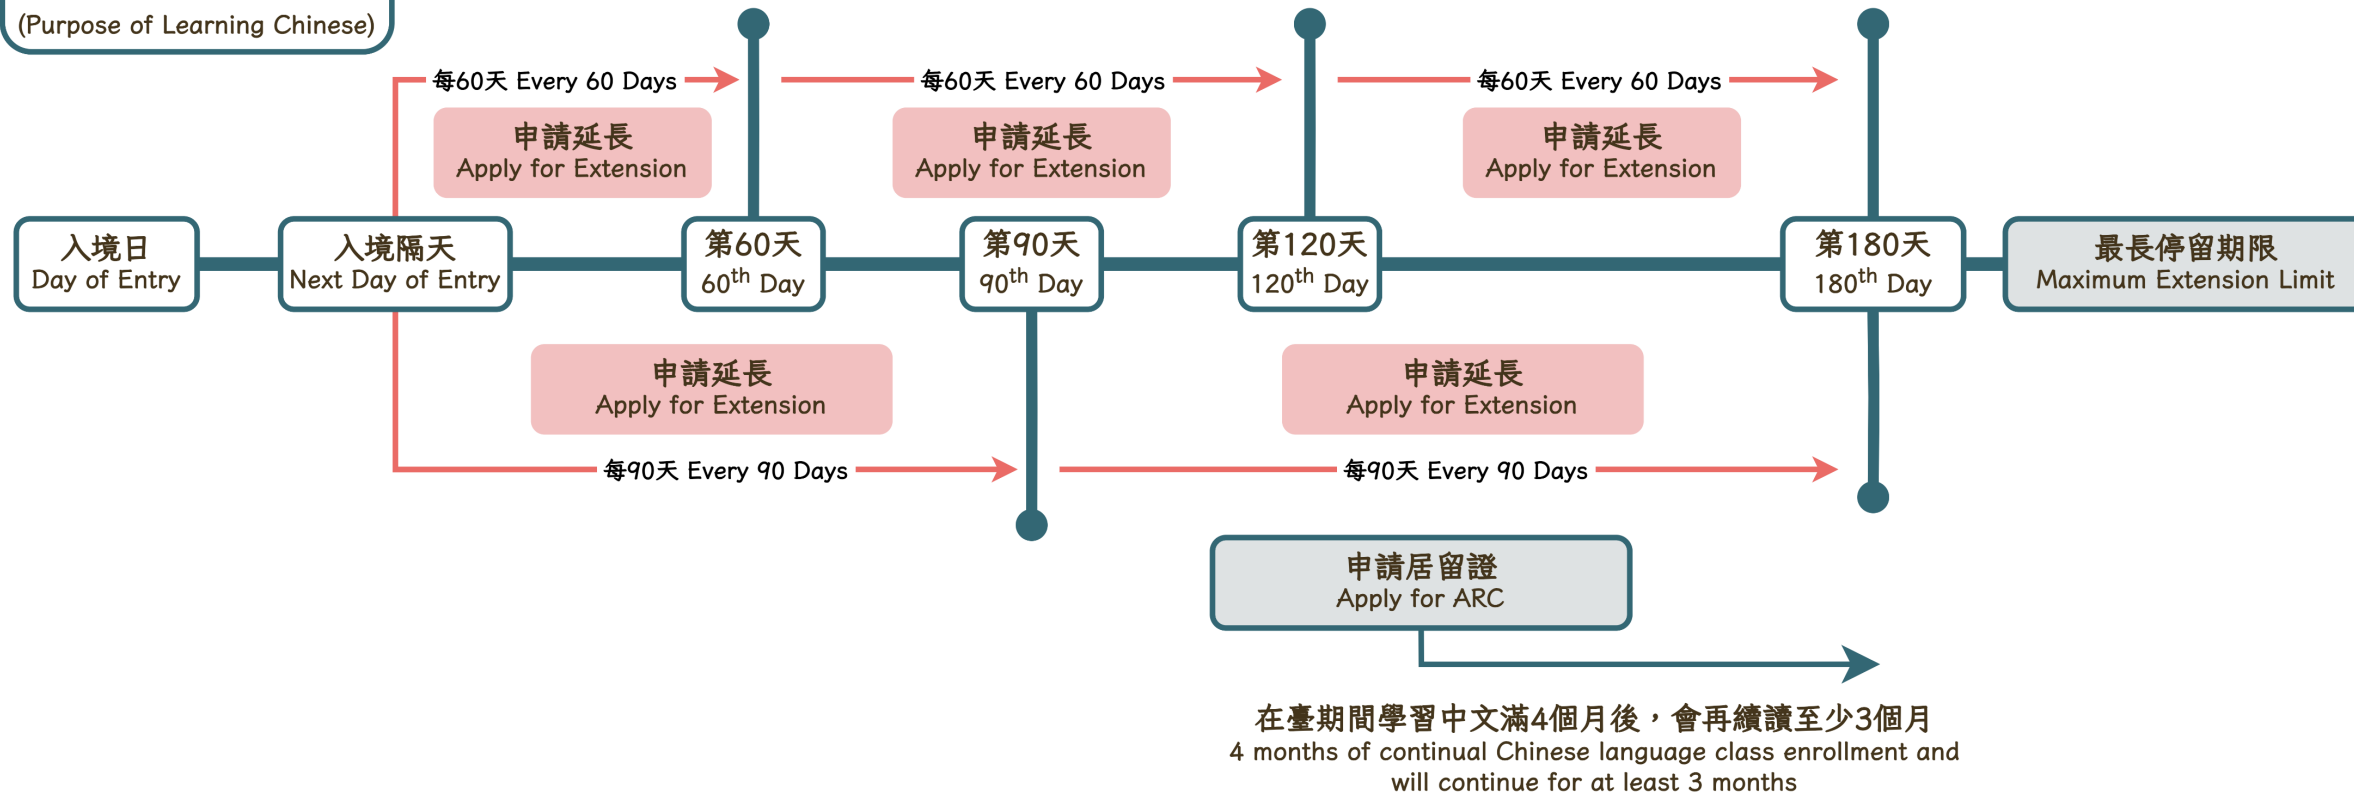 (Purpose of Learning Chinese)
每60天 Every 60 Days
每60天 Every 60 Days
每60天 Every 60 Days
申請延長
Apply for Extension
申請延長
Apply for Extension
申請延長
Apply for Extension
入境日
Day of Entry
入境隔天
Next Day of Entry
第60天
60th Day
第90天
90th Day
第120天
120th Day
第180天
180th Day
最長停留期限
Maximum Extension Limit
申請延長
Apply for Extension
申請延長
Apply for Extension
每90天 Every 90 Days
每90天 Every 90 Days
申請居留證
Apply for ARC
在臺期間學習中文滿4個月後，會再續讀至少3個月
4 months of continual Chinese language class enrollment and
will continue for at least 3 months